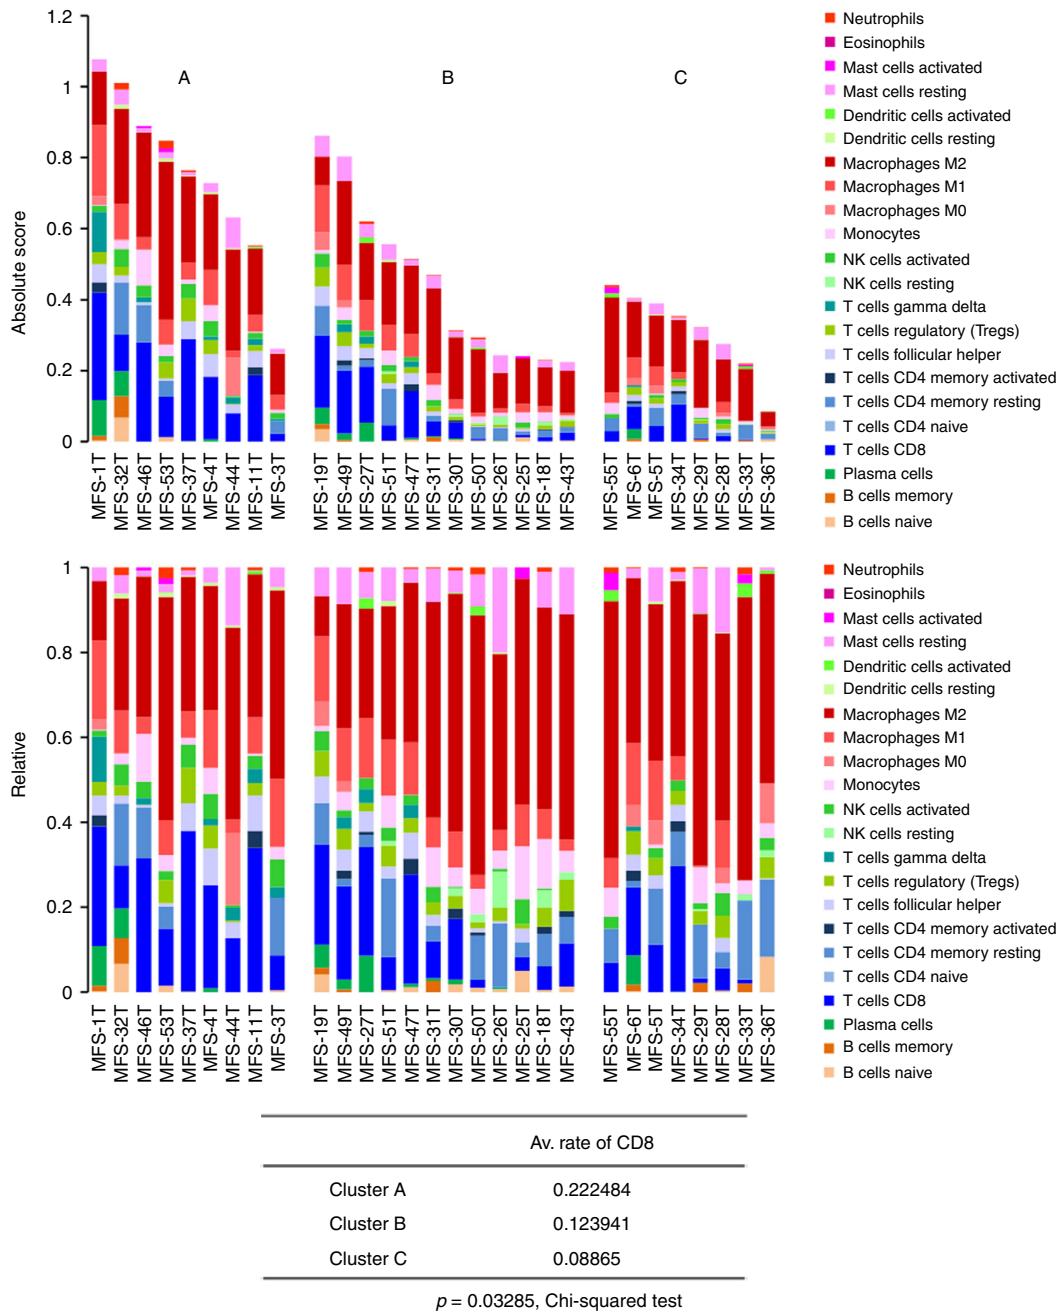 1.2
1
0.8
0.6
0.4
0.2
0
Absolute score
A
B
C
MFS-1T
MFS-32T
MFS-46T
MFS-53T
MFS-37T
MFS-4T
MFS-44T
MFS-11T
MFS-3T
MFS-19T
MFS-49T
MFS-27T
MFS-51T
MFS-47T
MFS-31T
MFS-30T
MFS-50T
MFS-26T
MFS-25T
MFS-18T
MFS-43T
MFS-55T
MFS-6T
MFS-5T
MFS-34T
MFS-29T
MFS-28T
MFS-33T
MFS-36T
Neutrophils
Eosinophils
Mast cells activated
Mast cells resting
Dendritic cells activated
Dendritic cells resting
Macrophages M2
Macrophages M1
Macrophages M0
Monocytes
NK cells activated
NK cells resting
T cells gamma delta
T cells regulatory (Tregs)
T cells follicular helper
T cells CD4 memory activated
T cells CD4 memory resting
T cells CD4 naive
T cells CD8
Plasma cells
B cells memory
B cells naive
1
0.8
0.6
0.4
0.2
0
Relative
MFS-1T
MFS-32T
MFS-46T
MFS-53T
MFS-37T
MFS-4T
MFS-44T
MFS-11T
MFS-3T
MFS-19T
MFS-49T
MFS-27T
MFS-51T
MFS-47T
MFS-31T
MFS-30T
MFS-50T
MFS-26T
MFS-25T
MFS-18T
MFS-43T
MFS-55T
MFS-6T
MFS-5T
MFS-34T
MFS-29T
MFS-28T
MFS-33T
MFS-36T
Neutrophils
Eosinophils
Mast cells activated
Mast cells resting
Dendritic cells activated
Dendritic cells resting
Macrophages M2
Macrophages M1
Macrophages M0
Monocytes
NK cells activated
NK cells resting
T cells gamma delta
T cells regulatory (Tregs)
T cells follicular helper
T cells CD4 memory activated
T cells CD4 memory resting
T cells CD4 naive
T cells CD8
Plasma cells
B cells memory
B cells naive
Av. rate of CD8
Cluster A 0.222484
Cluster B 0.123941
Cluster C 0.08865
p = 0.03285, Chi-squared test